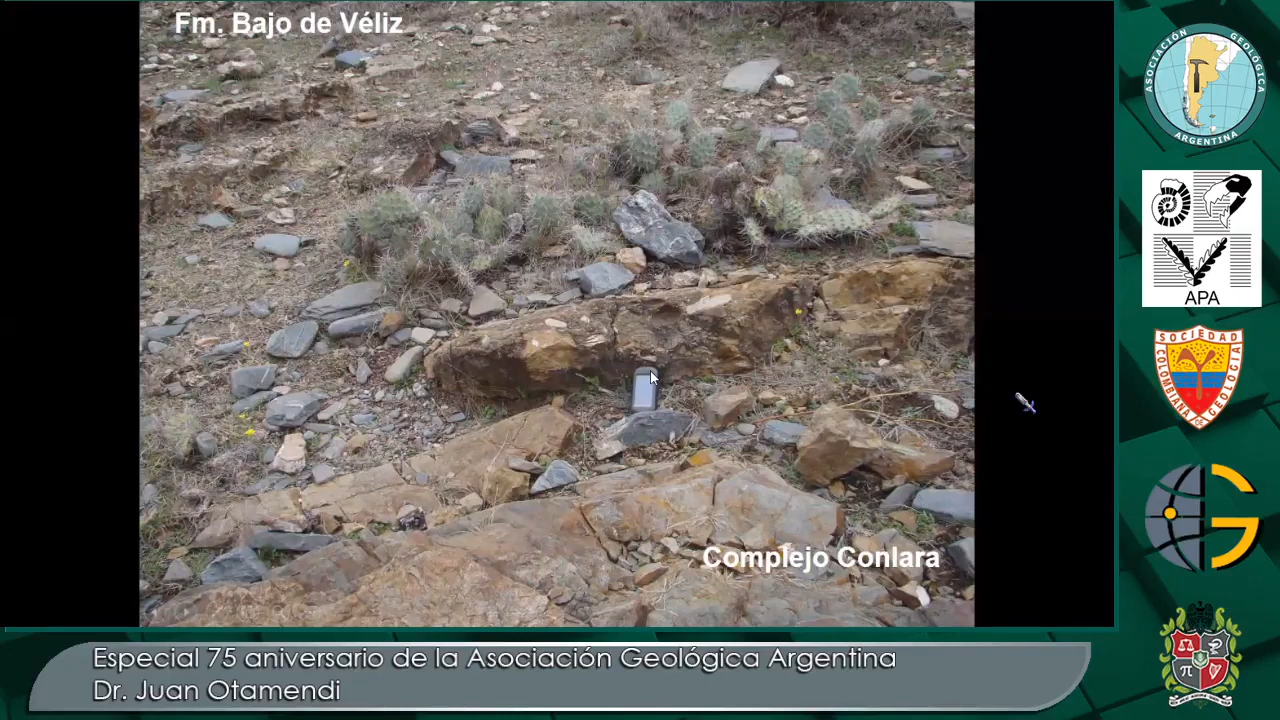 Fm. Bajo de Véliz
Complejo Conlara
ASOCIACIÓN GEOLÓGICA
ARGENTINA
APA
SOCIEDAD
COLOMBIANA
DE
GEOLOGÍA
G
Especial 75 aniversario de la Asociación Geológica Argentina
Dr. Juan Otamendi